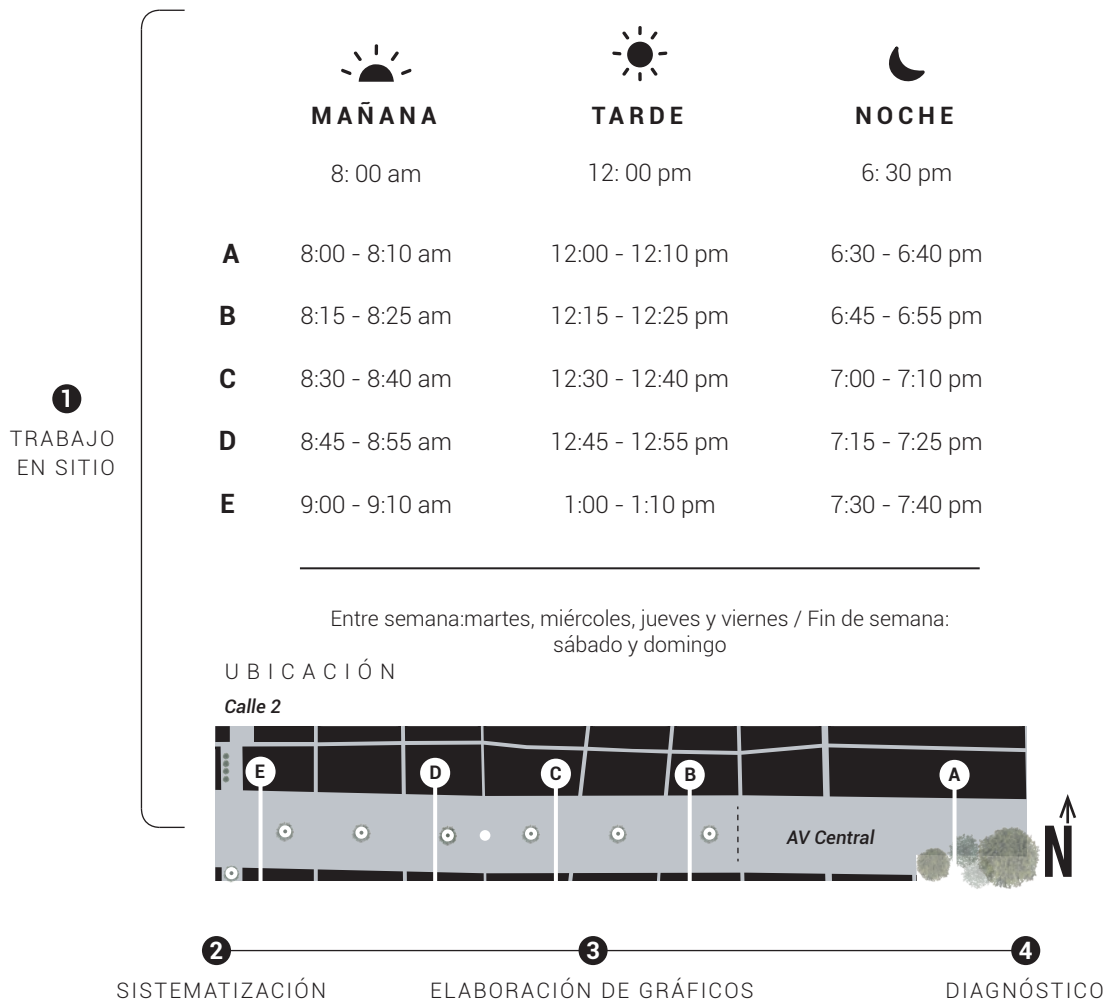 MAÑANA TARDE NOCHE
8: 00 am 12: 00 pm 6: 30 pm
A 8:00 - 8:10 am 12:00 - 12:10 pm 6:30 - 6:40 pm
B 8:15 - 8:25 am 12:15 - 12:25 pm 6:45 - 6:55 pm
C 8:30 - 8:40 am 12:30 - 12:40 pm 7:00 - 7:10 pm
D 8:45 - 8:55 am 12:45 - 12:55 pm 7:15 - 7:25 pm
E 9:00 - 9:10 am 1:00 - 1:10 pm 7:30 - 7:40 pm
1
TRABAJO
EN SITIO
Entre semana:martes, miércoles, jueves y viernes / Fin de semana:
sábado y domingo
UBICACIÓN
Calle 2
E D C B A
AV Central
N
2 3 4
SISTEMATIZACIÓN ELABORACIÓN DE GRÁFICOS DIAGNÓSTICO